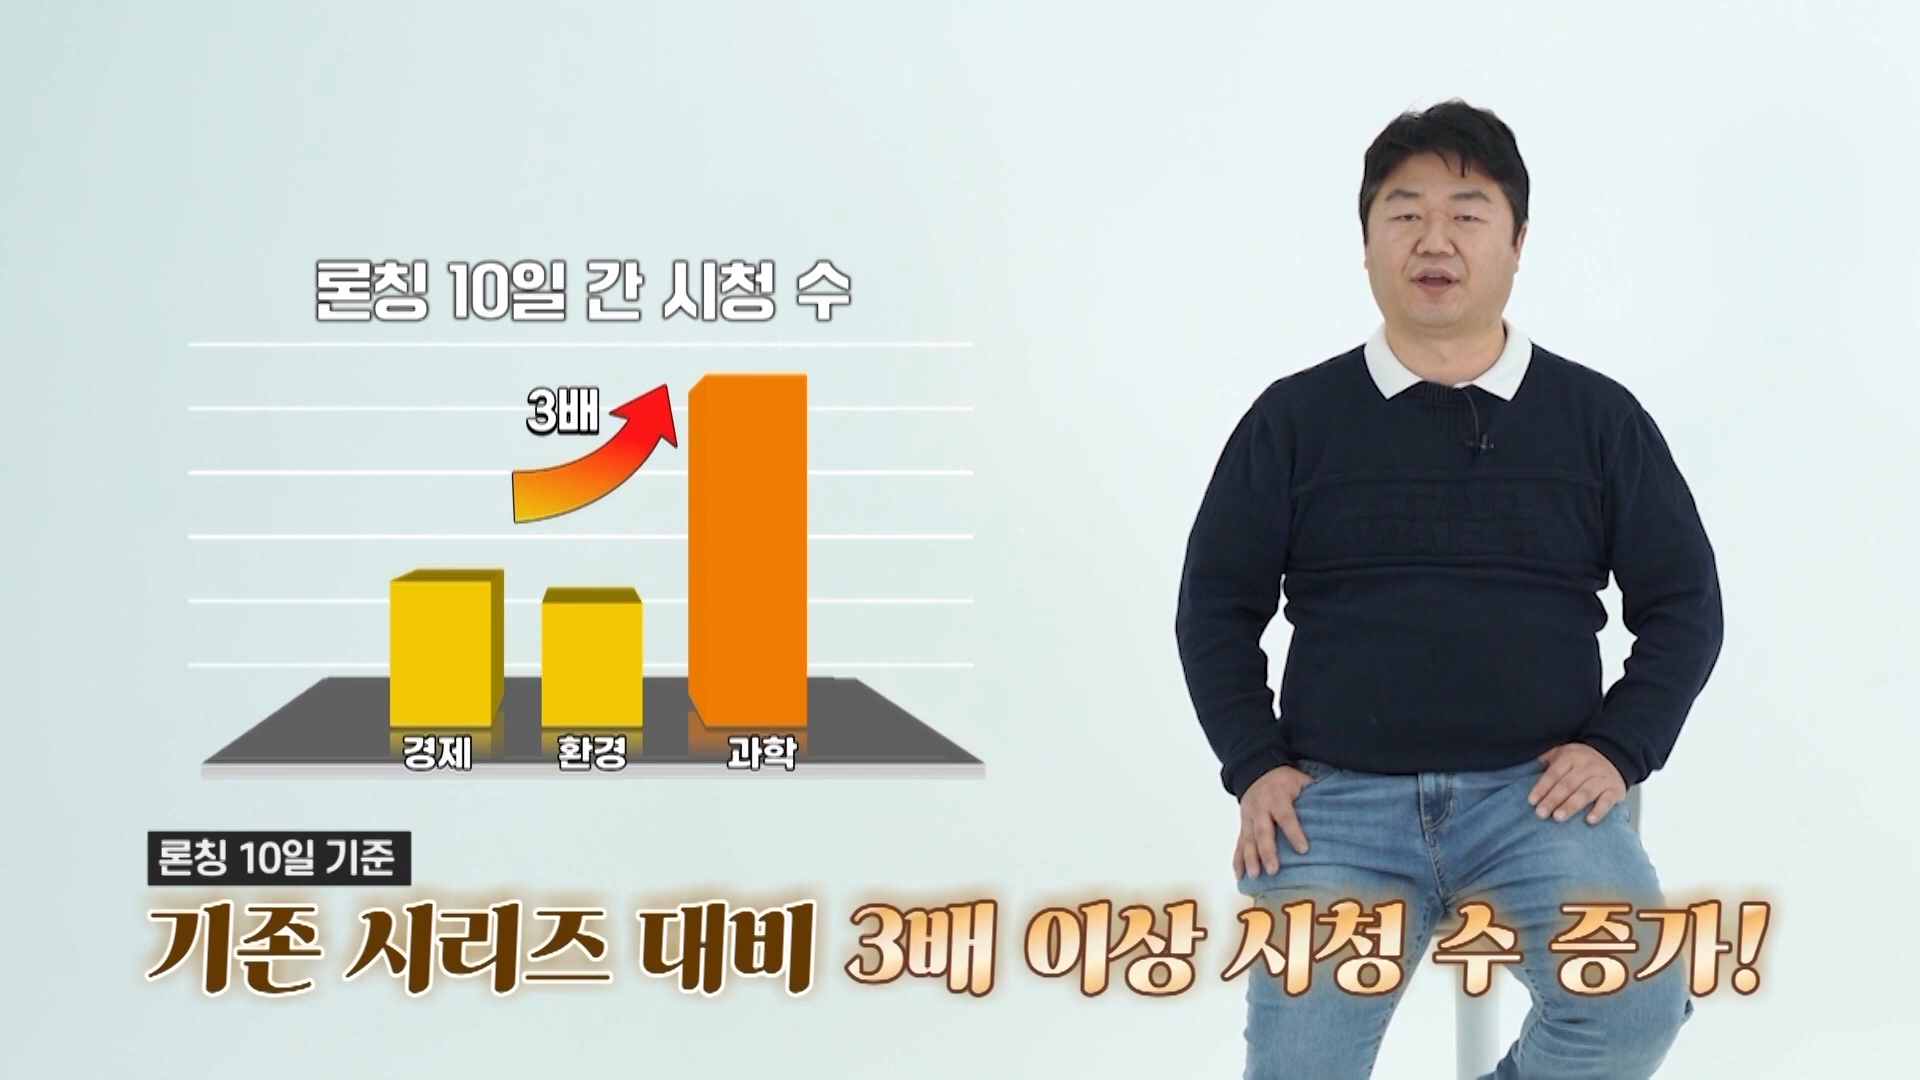 론칭 10일 간 시청 수
3배
경제 환경 과학
론칭 10일 기준
기존 시리즈 대비 3배 이상 시청 수 증가!